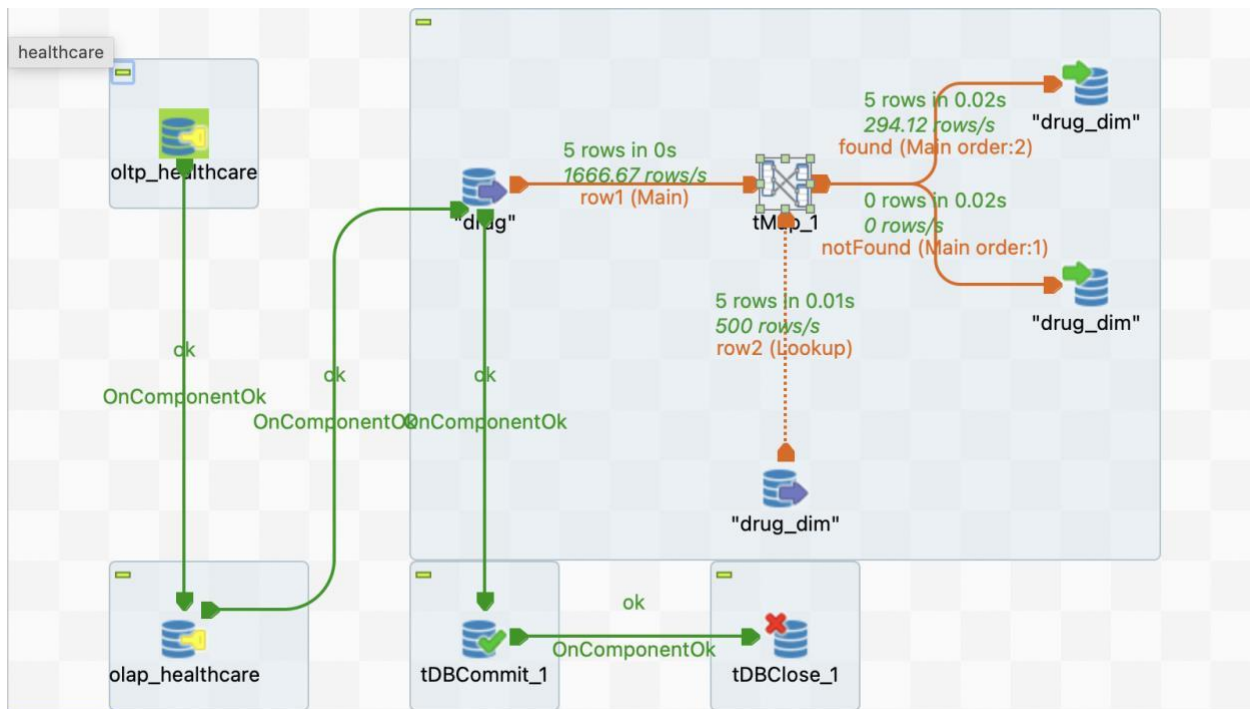 healthcare
oltp_healthcare
ok
OnComponentOk
olap_healthcare
ok
OnComponentOk
"drug"
5 rows in 0s
1666.67 rows/s
row1 (Main)
tMap_1
5 rows in 0.02s
294.12 rows/s
found (Main order:2)
"drug_dim"
0 rows in 0.02s
0 rows/s
notFound (Main order:1)
"drug_dim"
5 rows in 0.01s
500 rows/s
row2 (Lookup)
"drug_dim"
ok
OnComponentOk
tDBCommit_1
ok
OnComponentOk
tDBClose_1